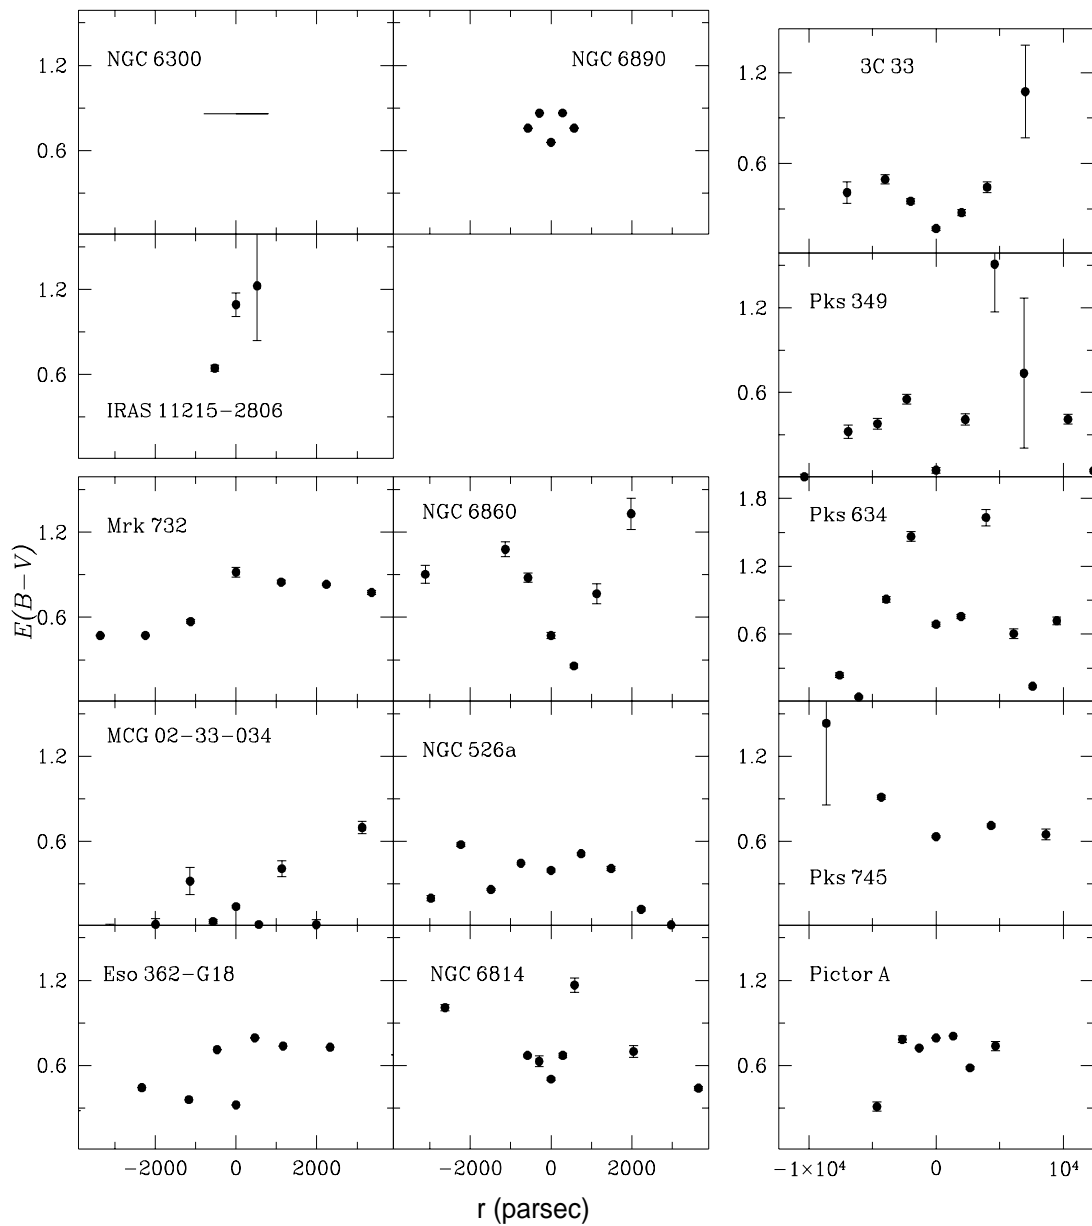 NGC 6300
NGC 6890
3C 33
1.2
0.6
1.2
0.6
IRAS 11215−2806
Pks 349
1.2
0.6
1.2
0.6
Mrk 732
NGC 6860
Pks 634
1.2
0.6
1.8
1.2
0.6
E(B−V)
MCG 02−33−034
NGC 526a
Pks 745
1.2
0.6
1.2
0.6
Eso 362−G18
NGC 6814
Pictor A
1.2
0.6
1.2
0.6
−2000 0 2000
−2000 0 2000
−1×10⁴ 0 10⁴
r (parsec)